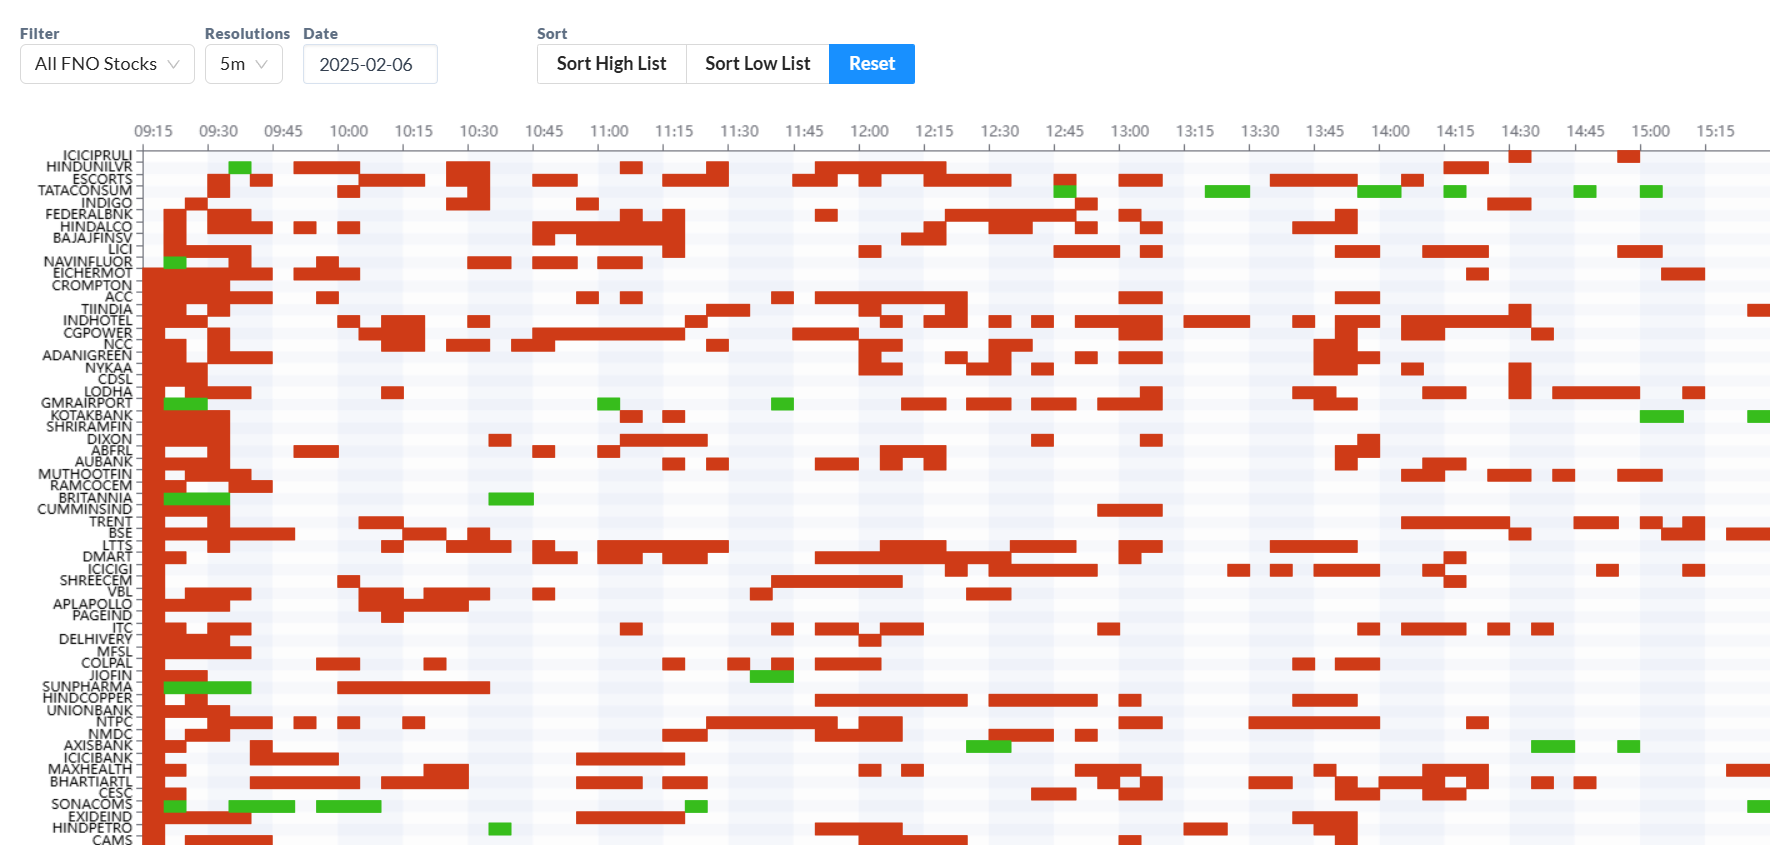 Filter Resolutions Date Sort
All FNO Stocks 5m 2025-02-06 Sort High List Sort Low List Reset
09:15 09:30 09:45 10:00 10:15 10:30 10:45 11:00 11:15 11:30 11:45 12:00 12:15 12:30 12:45 13:00 13:15 13:30 13:45 14:00 14:15 14:30 14:45 15:00 15:15
ICICIPRULI
HINDUNILVR
ESCORTS
TATACONSUM
INDIGO
FEDERALBNK
HINDALCO
BAJAJFINSV
LICI
NAVINFLUOR
EICHERMOT
CROMPTON
ACC
TIINDIA
INDHOTEL
CGPOWER
NCC
ADANIGREEN
NYKAA
CDSL
LODHA
GMRAIRPORT
KOTAKBANK
SHRIRAMFIN
DIXON
ABFRL
AUBANK
MUTHOOTFIN
RAMCOCEM
BRITANNIA
CUMMINSIND
TRENT
BSE
LTTS
DMART
ICICIGI
SHREECEM
VBL
APLAPOLLO
PAGEIND
ITC
DELHIVERY
MFSL
COLPAL
JIOFIN
SUNPHARMA
HINDCOPPER
UNIONBANK
NTPC
NMDC
AXISBANK
ICICIBANK
MAXHEALTH
BHARTIARTL
CESC
SONACOMS
EXIDEIND
HINDPETRO
CAMS